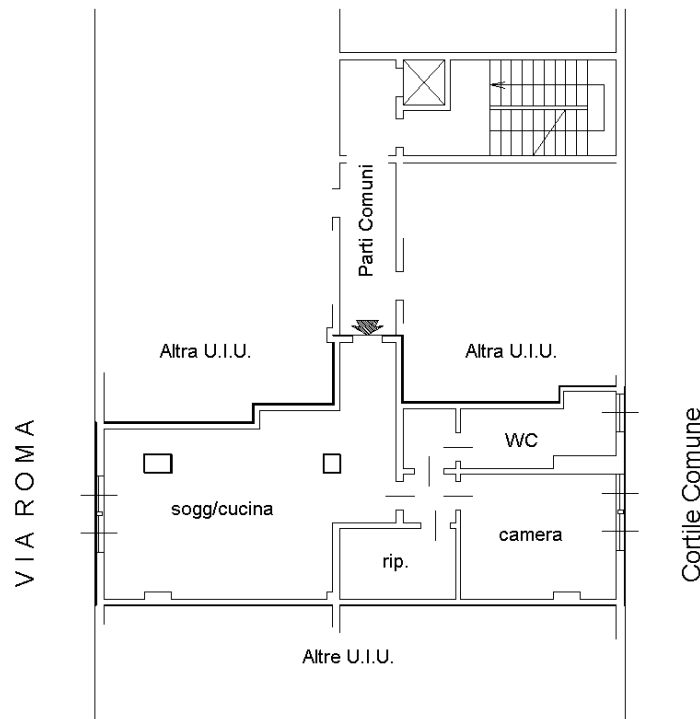 Parti Comuni
Altra U.I.U.
Altra U.I.U.
VIA ROMA
WC
Cortile Comune
sogg/cucina
camera
rip.
Altre U.I.U.